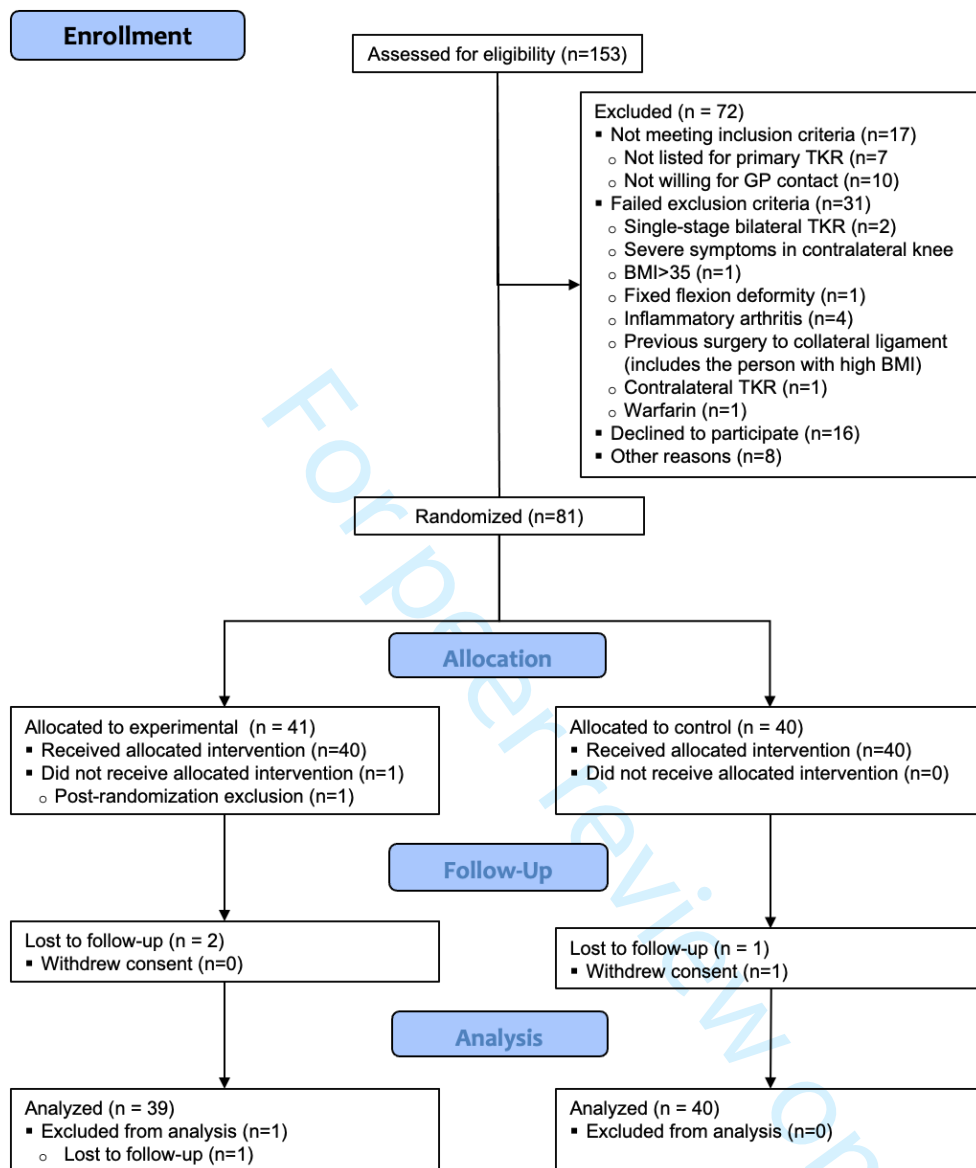 Enrollment
Assessed for eligibility (n=153)
Excluded (n = 72)
▪ Not meeting inclusion criteria (n=17)
o Not listed for primary TKR (n=7
o Not willing for GP contact (n=10)
▪ Failed exclusion criteria (n=31)
o Single-stage bilateral TKR (n=2)
o Severe symptoms in contralateral knee
o BMI>35 (n=1)
o Fixed flexion deformity (n=1)
o Inflammatory arthritis (n=4)
o Previous surgery to collateral ligament
(includes the person with high BMI)
o Contralateral TKR (n=1)
o Warfarin (n=1)
▪ Declined to participate (n=16)
▪ Other reasons (n=8)
Randomized (n=81)
Allocation
Allocated to experimental (n = 41)
▪ Received allocated intervention (n=40)
▪ Did not receive allocated intervention (n=1)
o Post-randomization exclusion (n=1)
Allocated to control (n = 40)
▪ Received allocated intervention (n=40)
▪ Did not receive allocated intervention (n=0)
Follow-Up
Lost to follow-up (n = 2)
▪ Withdrew consent (n=0)
Lost to follow-up (n = 1)
▪ Withdrew consent (n=1)
Analysis
Analyzed (n = 39)
▪ Excluded from analysis (n=1)
o Lost to follow-up (n=1)
Analyzed (n = 40)
▪ Excluded from analysis (n=0)
For peer review on